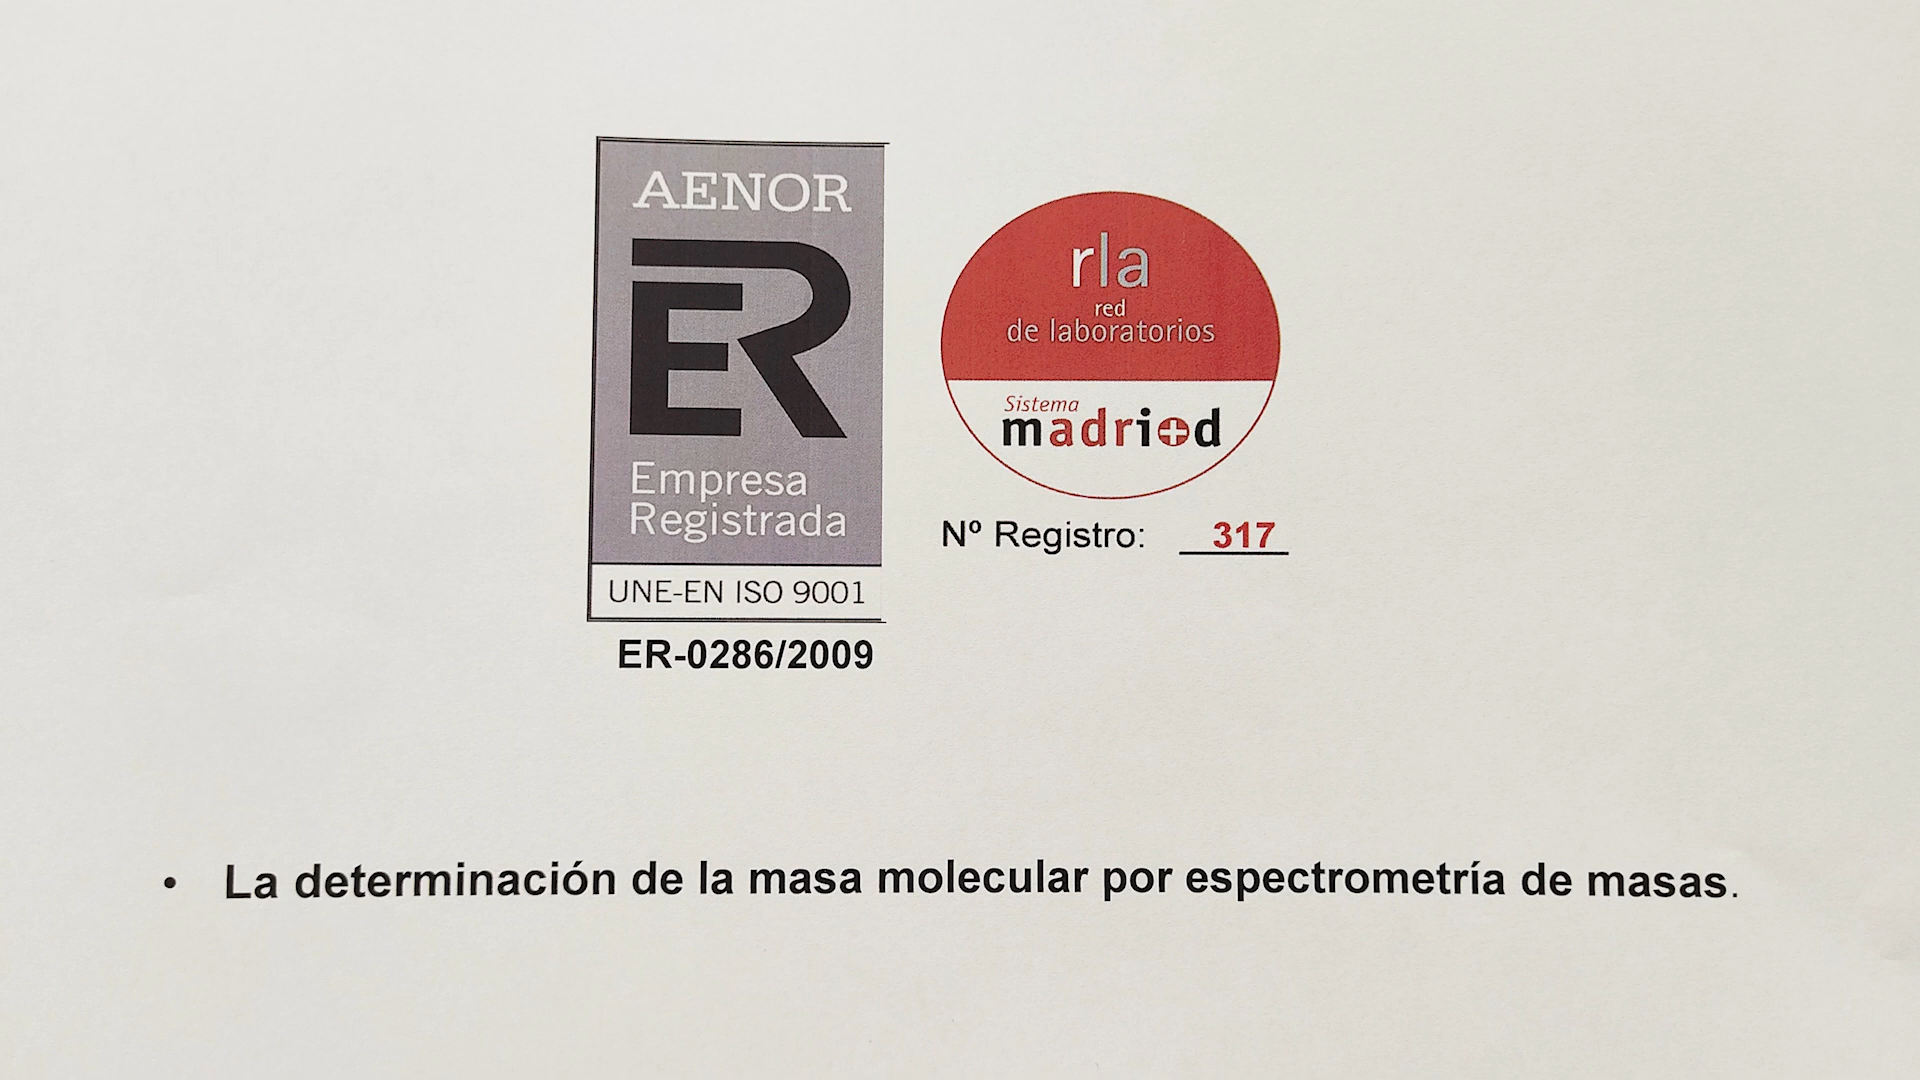 AENOR
ER
Empresa
Registrada
UNE-EN ISO 9001
ER-0286/2009
rla
red
de laboratorios
Sistema
madri+d
Nº Registro: 317
• La determinación de la masa molecular por espectrometría de masas.